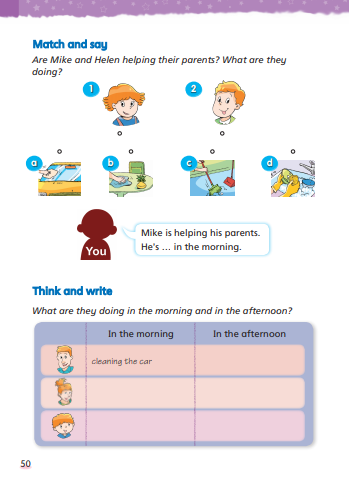 Match and say
Are Mike and Helen helping their parents? What are they
doing?
1
2
a
b
c
d
You
Mike is helping his parents.
He's ... in the morning.
Think and write
What are they doing in the morning and in the afternoon?
In the morning
In the afternoon
cleaning the car
50